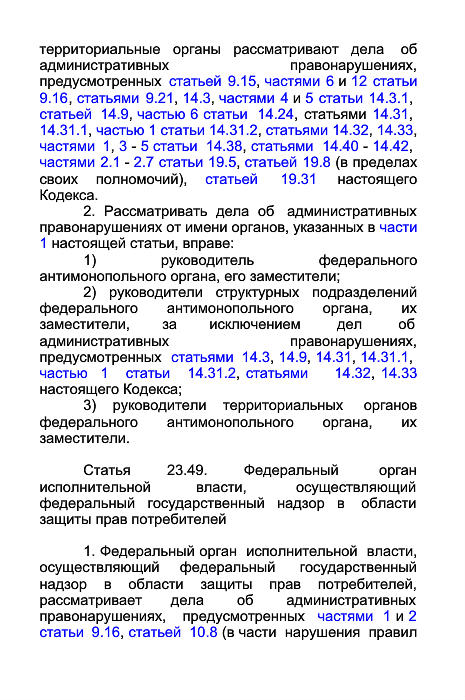 территориальные органы рассматривают дела об
административных правонарушениях,
предусмотренных статьей 9.15, частями 6 и 12 статьи
9.16, статьями 9.21, 14.3, частями 4 и 5 статьи 14.3.1,
статьей 14.9, частью 6 статьи 14.24, статьями 14.31,
14.31.1, частью 1 статьи 14.31.2, статьями 14.32, 14.33,
частями 1, 3 - 5 статьи 14.38, статьями 14.40 - 14.42,
частями 2.1 - 2.7 статьи 19.5, статьей 19.8 (в пределах
своих полномочий), статьей 19.31 настоящего
Кодекса.
2. Рассматривать дела об административных
правонарушениях от имени органов, указанных в части
1 настоящей статьи, вправе:
1) руководитель федерального
антимонопольного органа, его заместители;
2) руководители структурных подразделений
федерального антимонопольного органа, их
заместители, за исключением дел об
административных правонарушениях,
предусмотренных статьями 14.3, 14.9, 14.31, 14.31.1,
частью 1 статьи 14.31.2, статьями 14.32, 14.33
настоящего Кодекса;
3) руководители территориальных органов
федерального антимонопольного органа, их
заместители.
Статья 23.49. Федеральный орган
исполнительной власти, осуществляющий
федеральный государственный надзор в области
защиты прав потребителей
1. Федеральный орган исполнительной власти,
осуществляющий федеральный государственный
надзор в области защиты прав потребителей,
рассматривает дела об административных
правонарушениях, предусмотренных частями 1 и 2
статьи 9.16, статьей 10.8 (в части нарушения правил